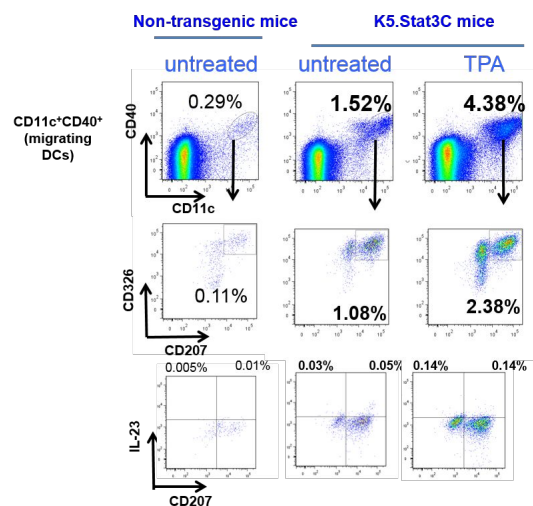 Non-transgenic mice
K5.Stat3C mice
untreated
untreated
TPA
CD11c⁺CD40⁺
(migrating
DCs)
CD40
0.29%
1.52%
4.38%
CD11c
CD326
0.11%
1.08%
2.38%
CD207
0.005%
0.01%
0.03%
0.05%
0.14%
0.14%
IL-23
CD207